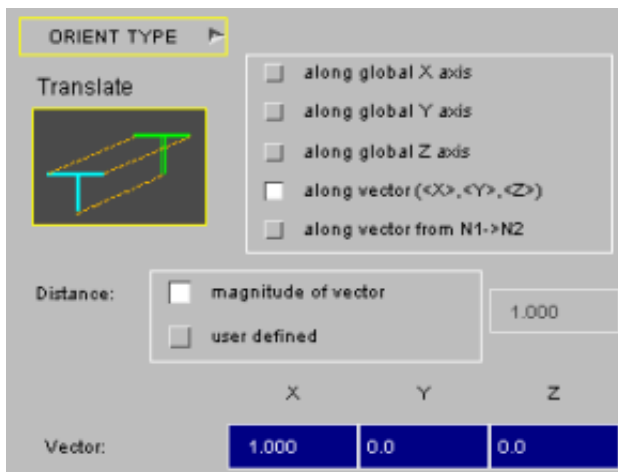 ORIENT TYPE
Translate
along global X axis
along global Y axis
along global Z axis
along vector (<X>,<Y>,<Z>)
along vector from N1->N2
Distance:
magnitude of vector
user defined
1.000
X Y Z
Vector: 1.000 0.0 0.0